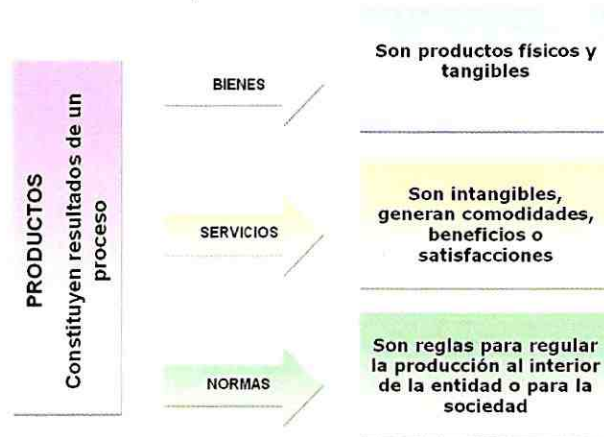 PRODUCTOS
Constituyen resultados de un
proceso
BIENES
Son productos físicos y
tangibles
SERVICIOS
Son intangibles,
generan comodidades,
beneficios o
satisfacciones
NORMAS
Son reglas para regular
la producción al interior
de la entidad o para la
sociedad